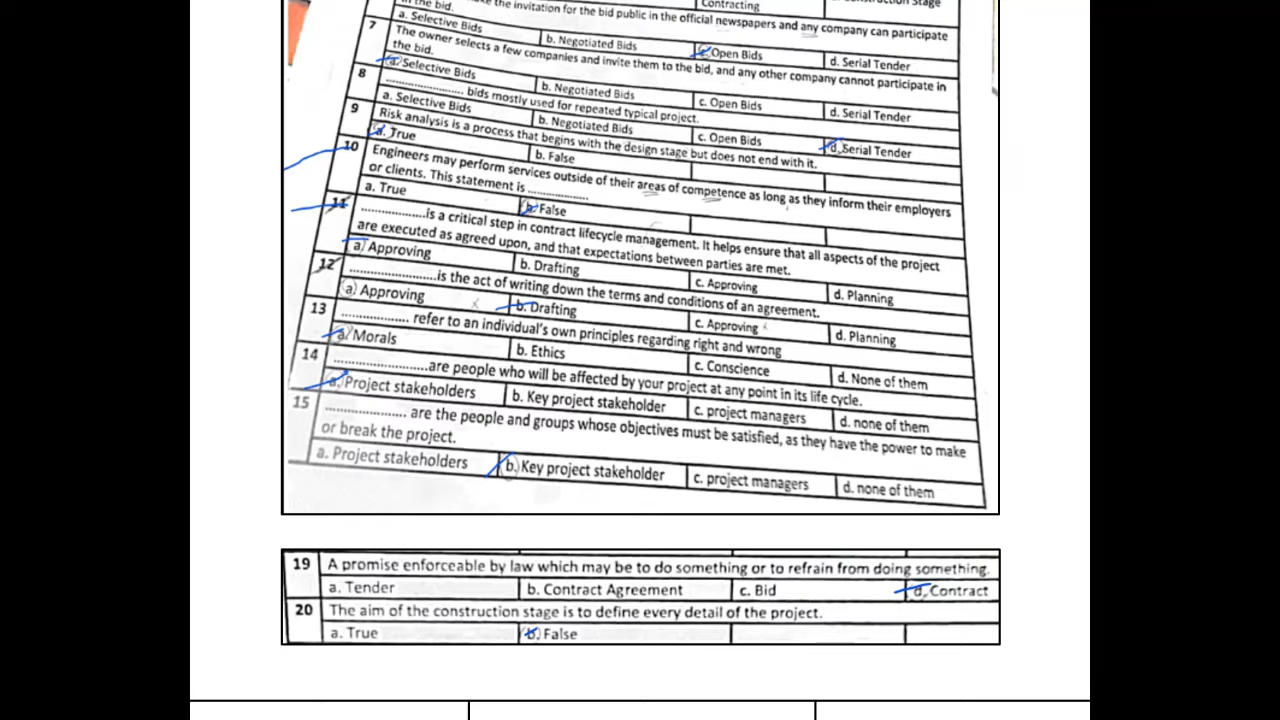 Contracting
the invitation for the bid public in the official newspapers and any company can participate
in the bid.
a. Selective Bids b. Negotiated Bids c. Open Bids d. Serial Tender
7 The owner selects a few companies and invite them to the bid, and any other company cannot participate in
the bid.
a. Selective Bids b. Negotiated Bids c. Open Bids d. Serial Tender
8 ..................... bids mostly used for repeated typical project.
a. Selective Bids b. Negotiated Bids c. Open Bids d. Serial Tender
9 Risk analysis is a process that begins with the design stage but does not end with it.
a. True b. False
10 Engineers may perform services outside of their areas of competence as long as they inform their employers
or clients. This statement is ................
a. True b. False
11 ..................is a critical step in contract lifecycle management. It helps ensure that all aspects of the project
are executed as agreed upon, and that expectations between parties are met.
a) Approving b. Drafting c. Approving d. Planning
12 ........................is the act of writing down the terms and conditions of an agreement.
a) Approving b. Drafting c. Approving d. Planning
13 ................... refer to an individual's own principles regarding right and wrong
a. Morals b. Ethics c. Conscience d. None of them
14 ..........................are people who will be affected by your project at any point in its life cycle.
a. Project stakeholders b. Key project stakeholder c. project managers d. none of them
15 ...................... are the people and groups whose objectives must be satisfied, as they have the power to make
or break the project.
a. Project stakeholders b. Key project stakeholder c. project managers d. none of them
19 A promise enforceable by law which may be to do something or to refrain from doing something.
a. Tender b. Contract Agreement c. Bid d. Contract
20 The aim of the construction stage is to define every detail of the project.
a. True b. False